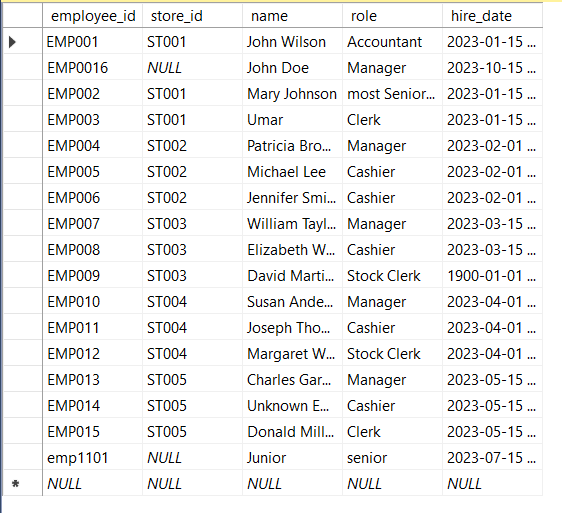 employee_id store_id name role hire_date
EMP001 ST001 John Wilson Accountant 2023-01-15 ...
EMP0016 NULL John Doe Manager 2023-10-15 ...
EMP002 ST001 Mary Johnson most Senior... 2023-01-15 ...
EMP003 ST001 Umar Clerk 2023-01-15 ...
EMP004 ST002 Patricia Bro... Manager 2023-02-01 ...
EMP005 ST002 Michael Lee Cashier 2023-02-01 ...
EMP006 ST002 Jennifer Smi... Cashier 2023-02-01 ...
EMP007 ST003 William Tayl... Manager 2023-03-15 ...
EMP008 ST003 Elizabeth W... Cashier 2023-03-15 ...
EMP009 ST003 David Marti... Stock Clerk 1900-01-01 ...
EMP010 ST004 Susan Ande... Manager 2023-04-01 ...
EMP011 ST004 Joseph Tho... Cashier 2023-04-01 ...
EMP012 ST004 Margaret W... Stock Clerk 2023-04-01 ...
EMP013 ST005 Charles Gar... Manager 2023-05-15 ...
EMP014 ST005 Unknown E... Cashier 2023-05-15 ...
EMP015 ST005 Donald Mill... Clerk 2023-05-15 ...
emp1101 NULL Junior senior 2023-07-15 ...
* NULL NULL NULL NULL NULL